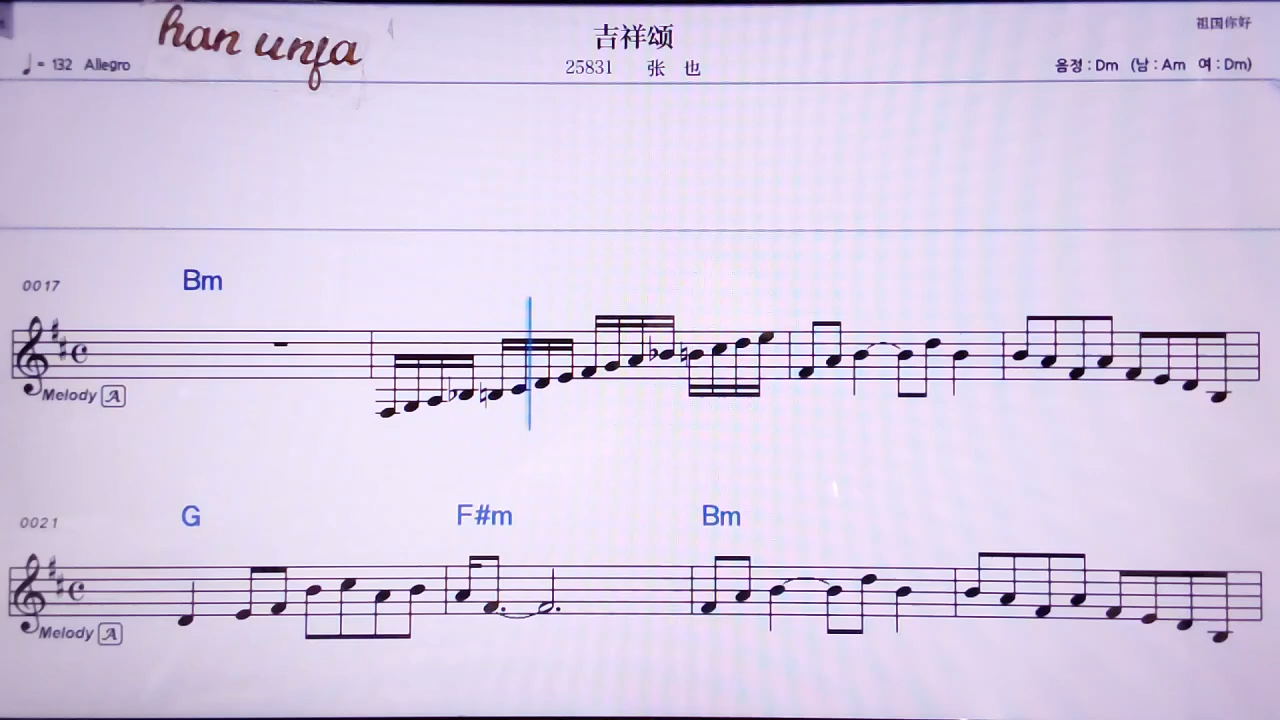 han unfa
吉祥颂
祖国你好
♩= 132 Allegro
25831 张 也
음정 : Dm (남 : Am 여 : Dm)
0017
Bm
Melody A
0021
G F#m Bm
Melody A